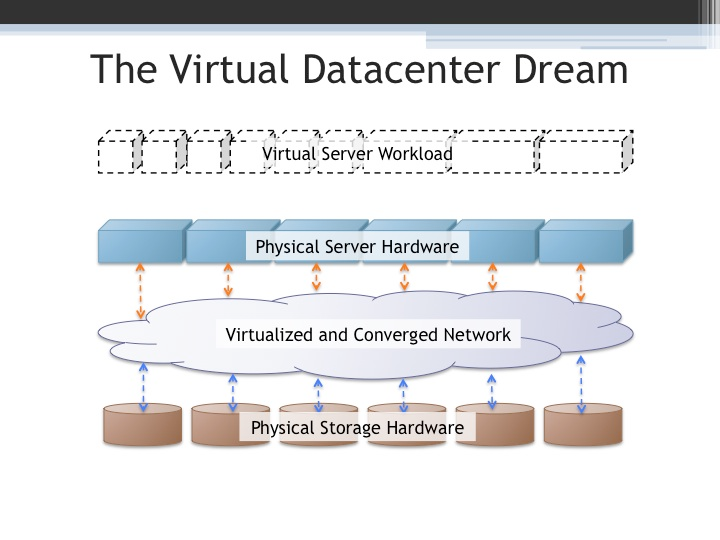 The Virtual Datacenter Dream
Virtual Server Workload
Physical Server Hardware
Virtualized and Converged Network
Physical Storage Hardware